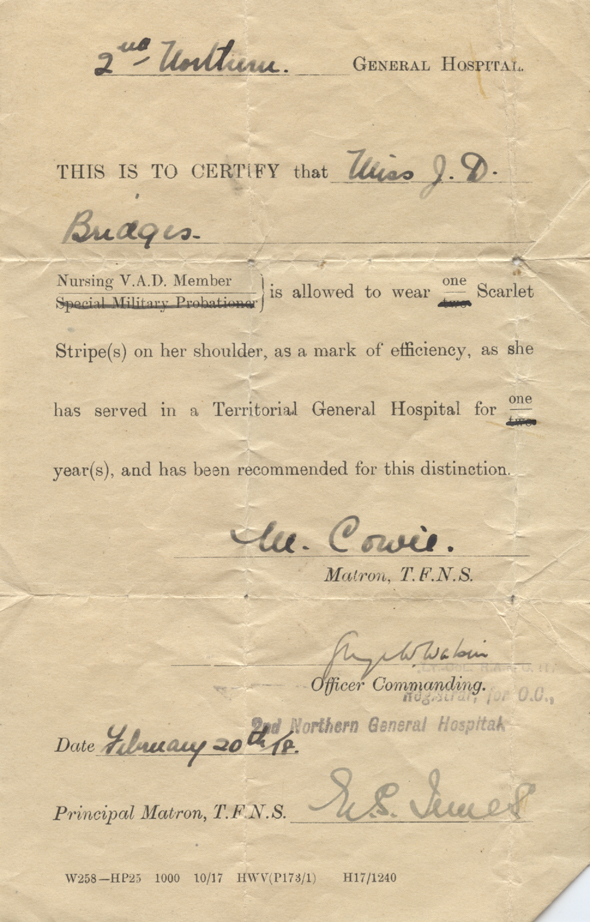 2nd Northern. GENERAL HOSPITAL.
THIS IS TO CERTIFY that Miss J. D.
Bridges.
Nursing V.A.D. Member
Special Military Probationer
is allowed to wear one two Scarlet
Stripe(s) on her shoulder, as a mark of efficiency, as she
has served in a Territorial General Hospital for one two
year(s), and has been recommended for this distinction.
M. Cowie.
Matron, T.F.N.S.
Officer Commanding.
Registrar, for O.C.,
2nd Northern General Hospital
Date February 20th/18.
Principal Matron, T.F.N.S. E.S. Innes
W258—HP25 1000 10/17 HWV(P173/1) H17/1240